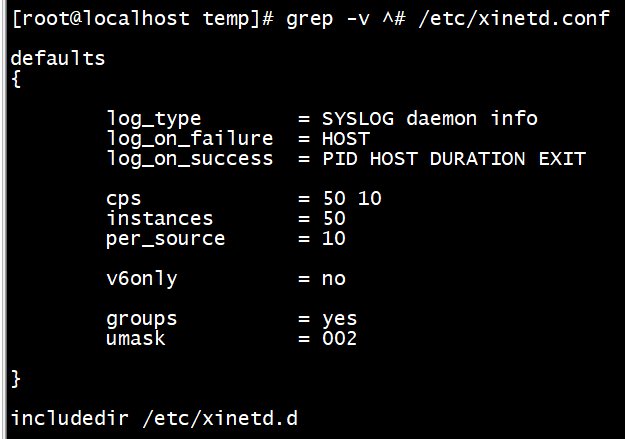 [root@localhost temp]# grep -v ^# /etc/xinetd.conf
defaults
{
log_type = SYSLOG daemon info
log_on_failure = HOST
log_on_success = PID HOST DURATION EXIT
cps = 50 10
instances = 50
per_source = 10
v6only = no
groups = yes
umask = 002
}
includedir /etc/xinetd.d